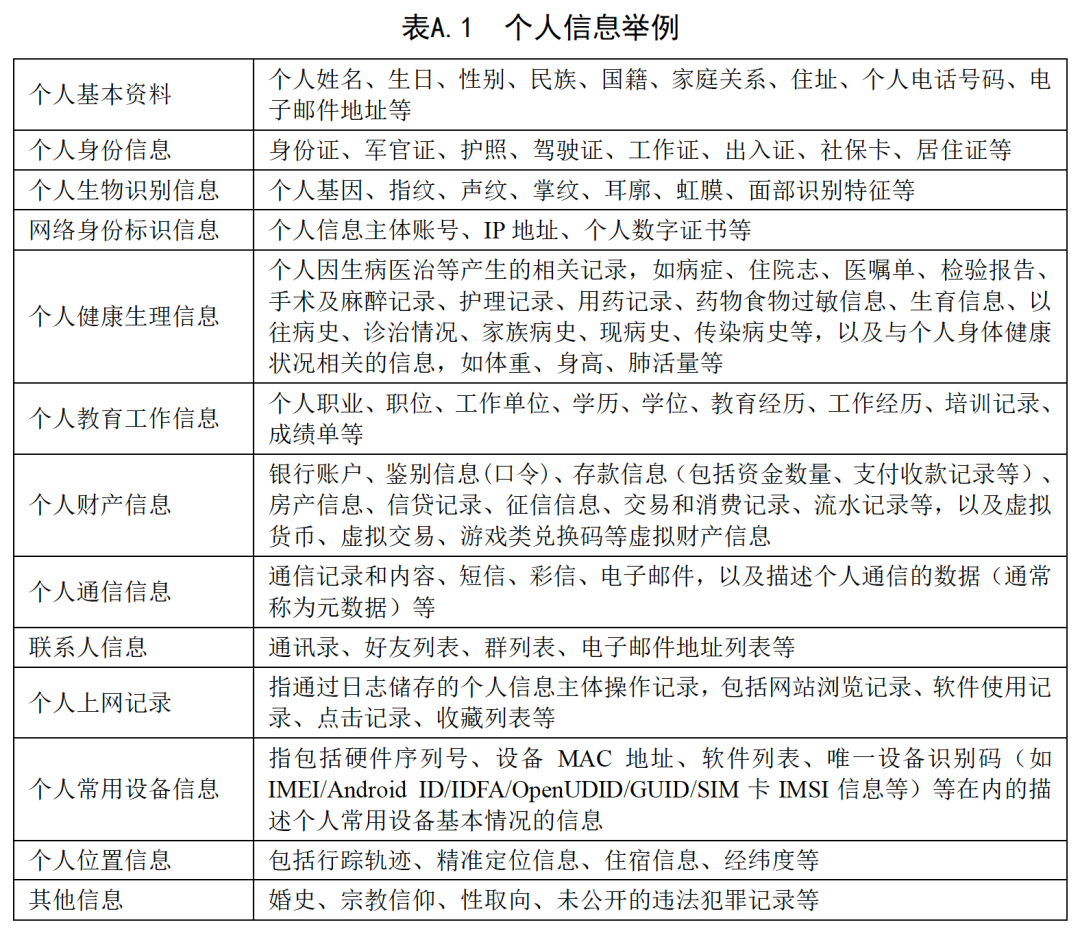 表A.1 个人信息举例
个人基本资料
个人姓名、生日、性别、民族、国籍、家庭关系、住址、个人电话号码、电
子邮件地址等
个人身份信息
身份证、军官证、护照、驾驶证、工作证、出入证、社保卡、居住证等
个人生物识别信息
个人基因、指纹、声纹、掌纹、耳廓、虹膜、面部识别特征等
网络身份标识信息
个人信息主体账号、IP 地址、个人数字证书等
个人健康生理信息
个人因生病医治等产生的相关记录，如病症、住院志、医嘱单、检验报告、
手术及麻醉记录、护理记录、用药记录、药物食物过敏信息、生育信息、以
往病史、诊治情况、家族病史、现病史、传染病史等，以及与个人身体健康
状况相关的信息，如体重、身高、肺活量等
个人教育工作信息
个人职业、职位、工作单位、学历、学位、教育经历、工作经历、培训记录、
成绩单等
个人财产信息
银行账户、鉴别信息(口令)、存款信息（包括资金数量、支付收款记录等）、
房产信息、信贷记录、征信信息、交易和消费记录、流水记录等，以及虚拟
货币、虚拟交易、游戏类兑换码等虚拟财产信息
个人通信信息
通信记录和内容、短信、彩信、电子邮件，以及描述个人通信的数据（通常
称为元数据）等
联系人信息
通讯录、好友列表、群列表、电子邮件地址列表等
个人上网记录
指通过日志储存的个人信息主体操作记录，包括网站浏览记录、软件使用记
录、点击记录、收藏列表等
个人常用设备信息
指包括硬件序列号、设备 MAC 地址、软件列表、唯一设备识别码（如
IMEI/Android ID/IDFA/OpenUDID/GUID/SIM 卡 IMSI 信息等）等在内的描
述个人常用设备基本情况的信息
个人位置信息
包括行踪轨迹、精准定位信息、住宿信息、经纬度等
其他信息
婚史、宗教信仰、性取向、未公开的违法犯罪记录等